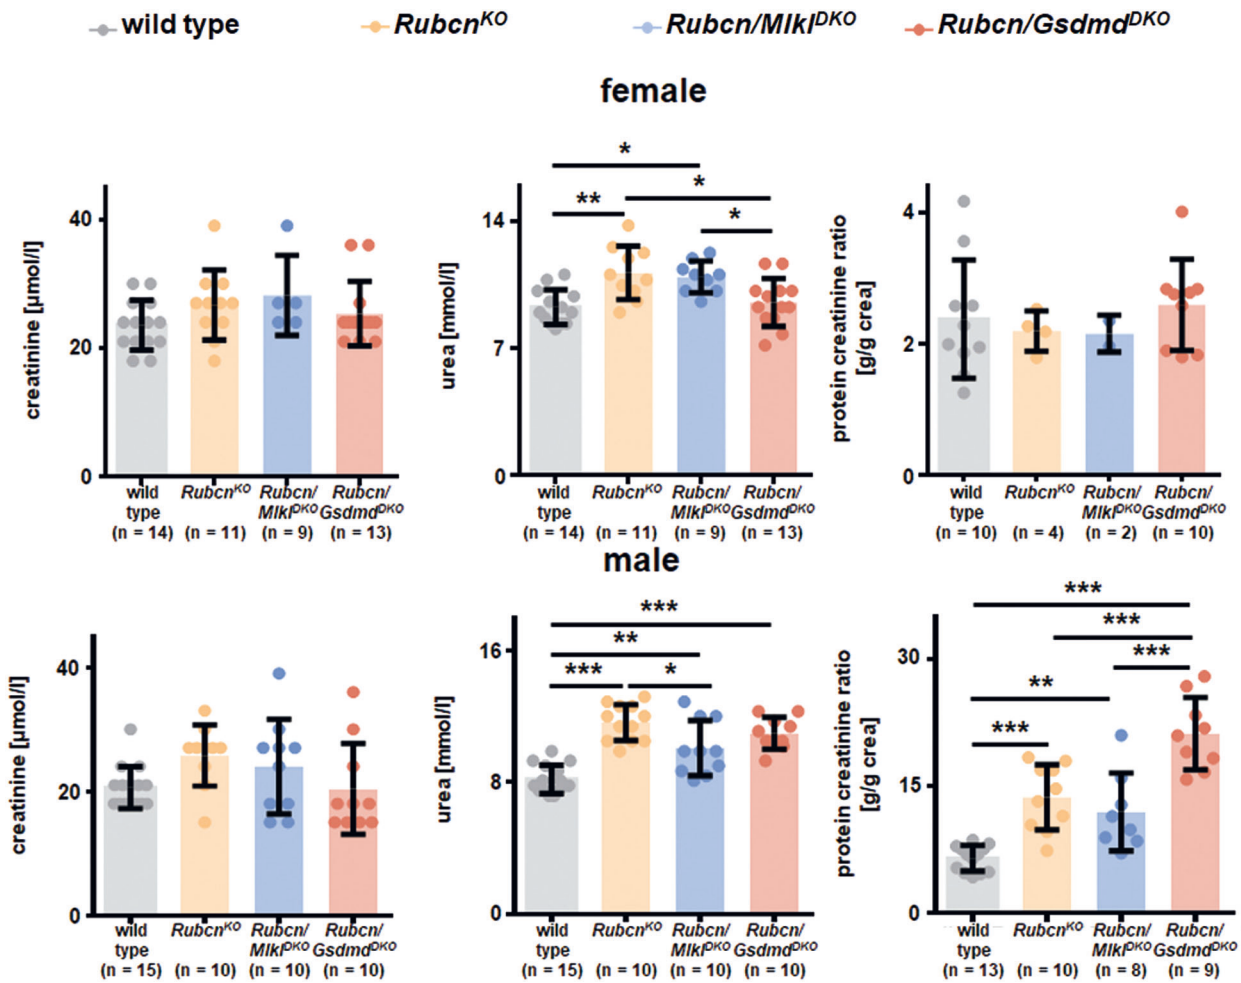 wild type RubcnKO Rubcn/MlklDKO Rubcn/GsdmdDKO
female
creatinine [µmol/l]
40
20
0
wild type (n = 14)
RubcnKO (n = 11)
Rubcn/MlklDKO (n = 9)
Rubcn/GsdmdDKO (n = 13)
urea [mmol/l]
14
7
0
*
**
*
*
wild type (n = 14)
RubcnKO (n = 11)
Rubcn/MlklDKO (n = 9)
Rubcn/GsdmdDKO (n = 13)
protein creatinine ratio
[g/g crea]
4
2
0
wild type (n = 10)
RubcnKO (n = 4)
Rubcn/MlklDKO (n = 2)
Rubcn/GsdmdDKO (n = 10)
male
creatinine [µmol/l]
40
20
0
wild type (n = 15)
RubcnKO (n = 10)
Rubcn/MlklDKO (n = 10)
Rubcn/GsdmdDKO (n = 10)
urea [mmol/l]
16
8
0
***
**
***
*
wild type (n = 15)
RubcnKO (n = 10)
Rubcn/MlklDKO (n = 10)
Rubcn/GsdmdDKO (n = 10)
protein creatinine ratio
[g/g crea]
30
15
0
***
***
***
**
***
wild type (n = 13)
RubcnKO (n = 10)
Rubcn/MlklDKO (n = 8)
Rubcn/GsdmdDKO (n = 9)